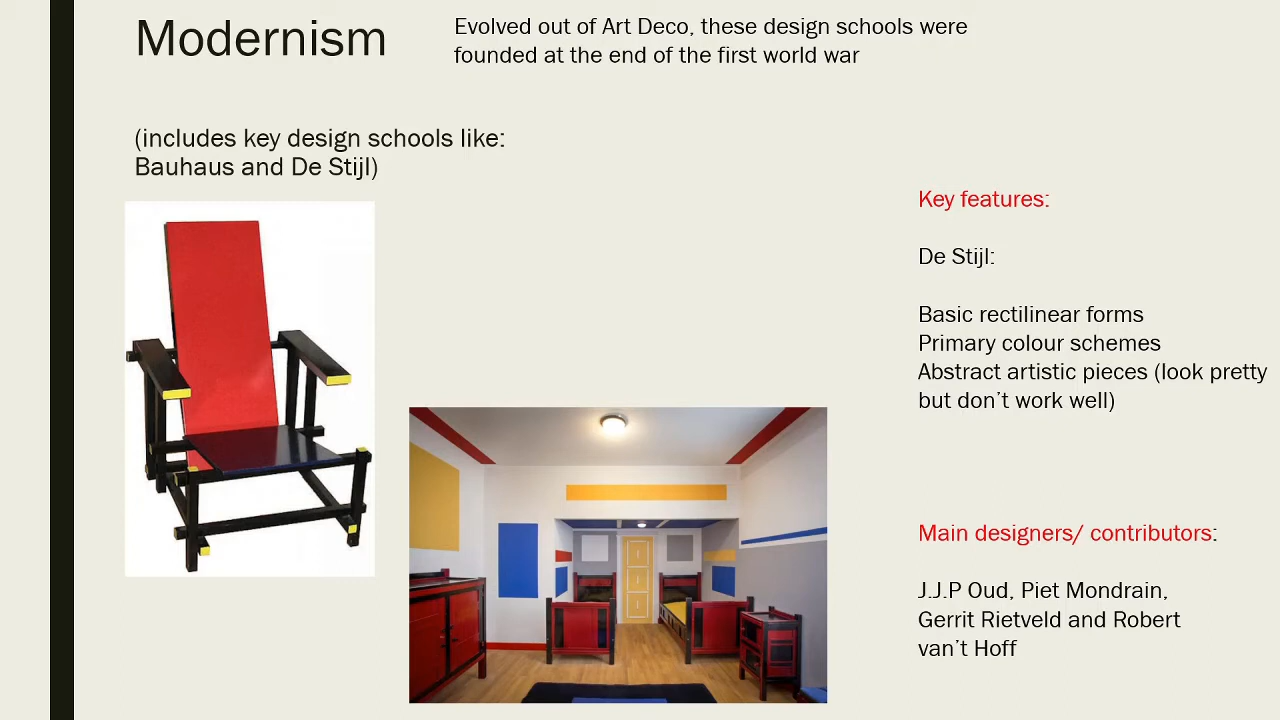 Modernism
Evolved out of Art Deco, these design schools were
founded at the end of the first world war
(includes key design schools like:
Bauhaus and De Stijl)
Key features:
De Stijl:
Basic rectilinear forms
Primary colour schemes
Abstract artistic pieces (look pretty
but don’t work well)
Main designers/ contributors:
J.J.P Oud, Piet Mondrain,
Gerrit Rietveld and Robert
van’t Hoff